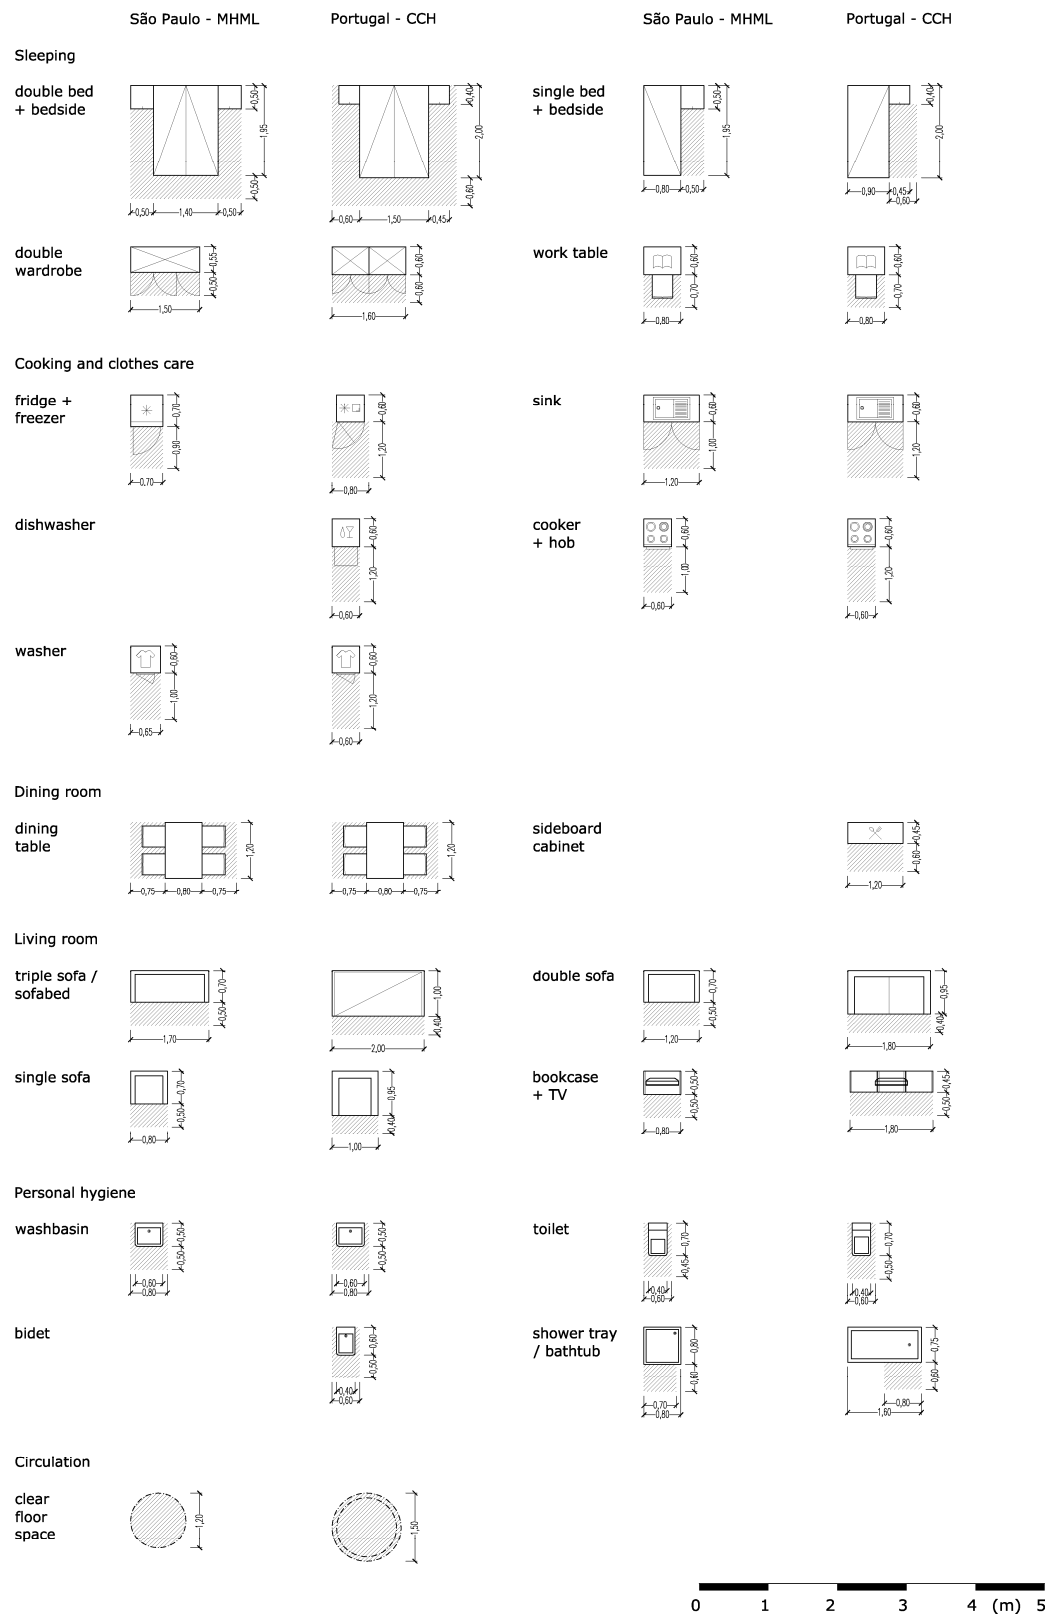 São Paulo - MHML Portugal - CCH São Paulo - MHML Portugal - CCH
Sleeping
double bed
+ bedside
0,50
1,95
0,50
0,50 1,40 0,50
0,40
2,00
0,60
0,60 1,50 0,45
single bed
+ bedside
0,50
1,95
0,80 0,50
0,40
2,00
0,90 0,45
0,60
double
wardrobe
0,55
0,50
1,50
0,60
0,60
1,60
work table
0,60
0,70
0,80
0,60
0,70
0,80
Cooking and clothes care
fridge +
freezer
0,70
0,90
0,70
0,60
1,20
0,80
sink
0,60
1,00
1,20
0,60
1,20
dishwasher
0,60
1,20
0,60
cooker
+ hob
0,60
1,00
0,60
0,60
1,20
0,60
washer
0,60
1,00
0,65
0,60
1,20
0,60
Dining room
dining
table
1,20
0,75 0,80 0,75
1,20
0,75 0,80 0,75
sideboard
cabinet
0,45
0,60
1,20
Living room
triple sofa /
sofabed
0,70
0,50
1,70
1,00
0,40
2,00
double sofa
0,70
0,50
1,20
0,95
0,40
1,80
single sofa
0,70
0,50
0,80
0,95
0,40
1,00
bookcase
+ TV
0,50
0,50
0,80
0,45
0,50
1,80
Personal hygiene
washbasin
0,50
0,50
0,60
0,80
0,50
0,50
0,60
0,80
toilet
0,70
0,45
0,40
0,60
0,70
0,50
0,40
0,60
bidet
0,60
0,50
0,40
0,60
shower tray
/ bathtub
0,80
0,60
0,70
0,80
0,75
0,60
0,80
1,60
Circulation
clear
floor
space
1,20
1,50
0 1 2 3 4 (m) 5